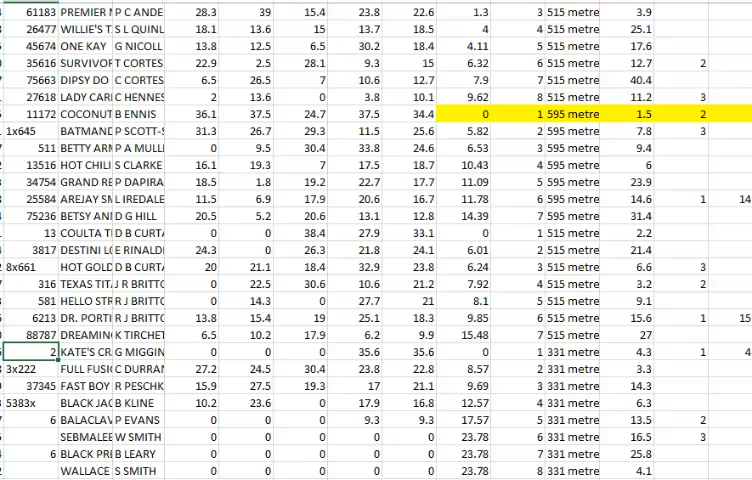 61183 PREMIER P C ANDE 28.3 39 15.4 23.8 22.6 1.3 3 515 metre 3.9
26477 WILLIE'S T S L QUINL 18.1 13.6 15 13.7 18.5 4 4 515 metre 25.1
45674 ONE KAY G NICOLL 13.8 12.5 6.5 30.2 18.4 4.11 5 515 metre 17.6
35616 SURVIVOR T CORTES 22.9 2.5 28.1 9.3 15 6.32 6 515 metre 12.7 2
75663 DIPSY DO C CORTES 6.5 26.5 7 10.6 12.7 7.9 7 515 metre 40.4
27618 LADY CARI C HENNES 2 13.6 0 3.8 10.1 9.62 8 515 metre 11.2 3
11172 COCONUT B ENNIS 36.1 37.5 24.7 37.5 34.4 0 1 595 metre 1.5 2
1x645 BATMAND P SCOTT-S 31.3 26.7 29.3 11.5 25.6 5.82 2 595 metre 7.8 3
511 BETTY ARM P A MULL 0 9.5 30.4 33.8 24.6 6.53 3 595 metre 9.4
13516 HOT CHILI S CLARKE 16.1 19.3 7 17.5 18.7 10.43 4 595 metre 6
34754 GRAND RE P DAPIRA 18.5 1.8 19.2 22.7 17.7 11.09 5 595 metre 23.9
25584 AREJAY SM L IREDALE 11.5 6.9 17.9 20.6 16.7 11.78 6 595 metre 14.6 1 14
75236 BETSY AND D G HILL 20.5 5.2 20.6 13.1 12.8 14.39 7 595 metre 31.4
13 COULTA TI D B CURTA 0 0 38.4 27.9 33.1 0 1 515 metre 2.2
3817 DESTINI LO E RINALD 24.3 0 26.3 21.8 24.1 6.01 2 515 metre 21.4
8x661 HOT GOLD D B CURTA 20 21.1 18.4 32.9 23.8 6.24 3 515 metre 6.6 3
316 TEXAS TITA J R BRITTO 0 22.5 30.6 10.6 21.2 7.92 4 515 metre 3.2 2
581 HELLO STR R J BRITTO 0 14.3 0 27.7 21 8.1 5 515 metre 9.1
6213 DR. PORTI R J BRITTO 13.8 15.4 19 25.1 18.3 9.85 6 515 metre 15.6 1 15
88787 DREAMING K TIRCHET 6.5 10.2 17.9 6.2 9.9 15.48 7 515 metre 27
2 KATE'S CR G MIGGIN 0 0 0 35.6 35.6 0 1 331 metre 4.3 1 4
3x222 FULL FUSIO C DURRAN 27.2 24.5 30.4 23.8 22.8 8.57 2 331 metre 3.3
37345 FAST BOY R PESCHK 15.9 27.5 19.3 17 21.1 9.69 3 331 metre 14.3
5383x BLACK JAC B KLINE 10.2 23.6 0 17.9 16.8 12.57 4 331 metre 6.3
6 BALACLAV P EVANS 0 0 0 9.3 9.3 17.57 5 331 metre 13.5 2
SEBMALEE W SMITH 0 0 0 0 0 23.78 6 331 metre 16.5 3
6 BLACK PRI B LEARY 0 0 0 0 0 23.78 7 331 metre 25.8
WALLACE S SMITH 0 0 0 0 0 23.78 8 331 metre 4.1